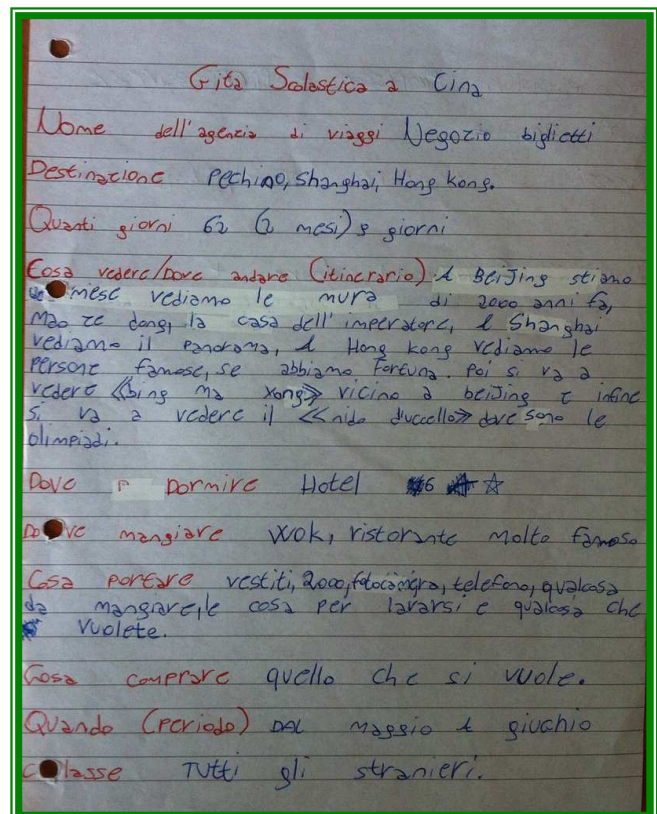 Gita Scolastica a Cina
Nome dell'agenzia di viaggi Negozio biglietti
Destinazione Pechino, Shanghai, Hong Kong.
Quanti giorni 62 (2 mesi) giorni
Cosa vedere/Dove andare (itinerario) A BeiJing stiamo
mese vediamo le mura di 2000 anni fa,
Mao ze dong, la casa dell'imperatore, A Shanghai
vediamo il panorama, A Hong Kong vediamo le
persone famose, se abbiamo fortuna. Poi si va a
vedere «bing ma yong» vicino a beiJing e infine
si va a vedere il «nido d'uccello» dove sono le
olimpiadi.
Dove Dormire Hotel 6 ☆
Dove mangiare wok, ristorante molto famoso
Cosa portare vestiti, 2000, fotocamera, telefono, qualcosa
da mangiare, le cosa per lavarsi e qualcosa che
vuolete.
Cosa comprare quello che si vuole.
Quando (periodo) DAL maggio A giuchio
classe Tutti gli stranieri.